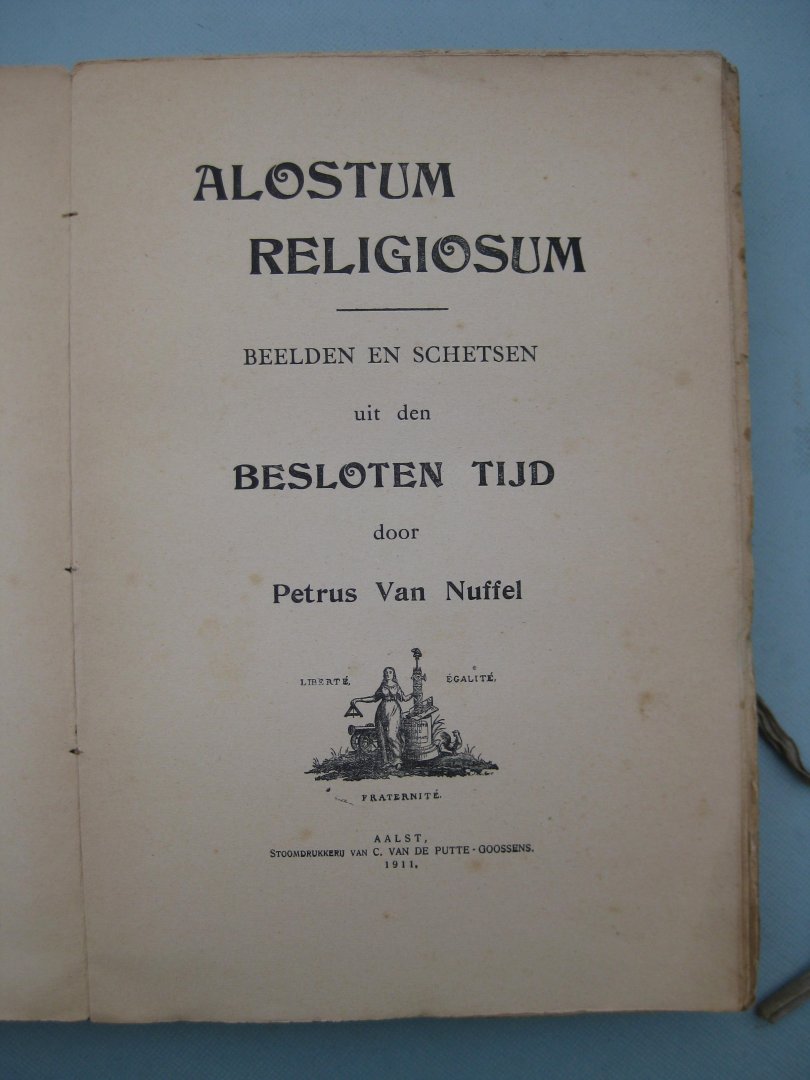 ALOSTUM
RELIGIOSUM
BEELDEN EN SCHETSEN
uit den
BESLOTEN TIJD
door
Petrus Van Nuffel
LIBERTÉ, ÉGALITÉ,
FRATERNITÉ.
AALST,
STOOMDRUKKERIJ VAN C. VAN DE PUTTE-GOOSSENS.
1911.